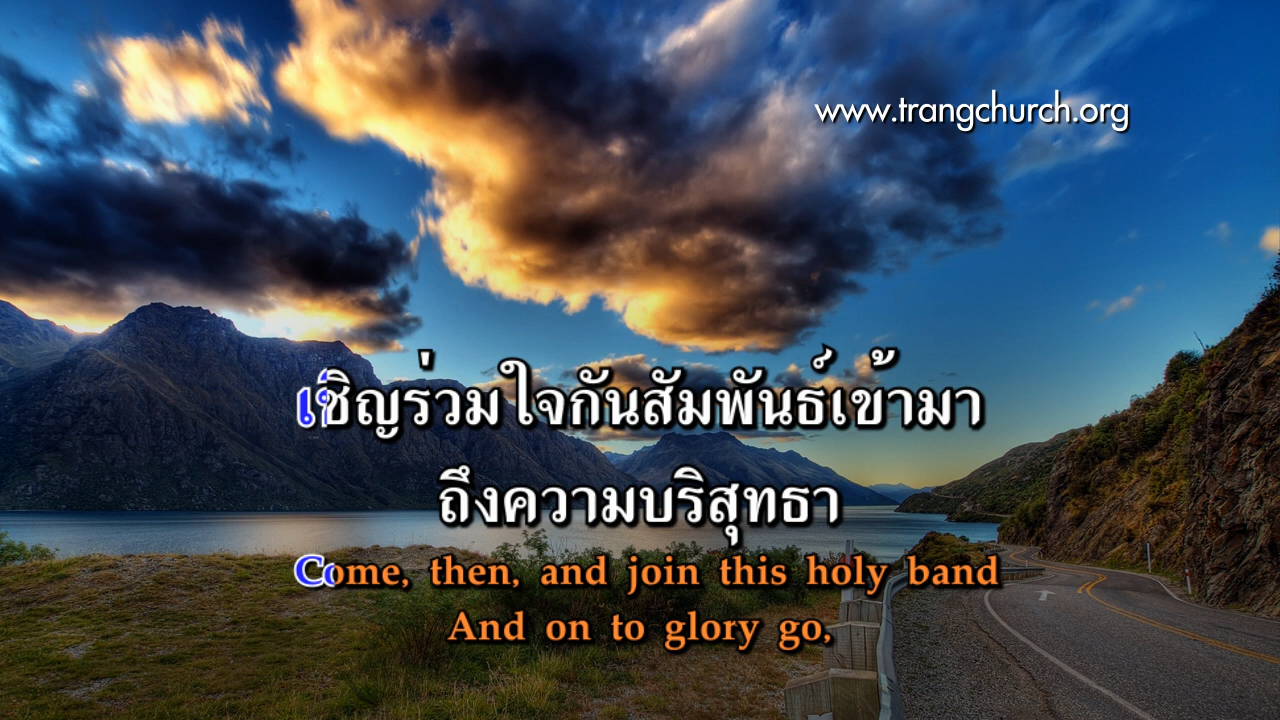 www.trangchurch.org
เชิญร่วมใจกันสัมพันธ์เข้ามา
ถึงความบริสุทธา
Come, then, and join this holy band
And on to glory go,